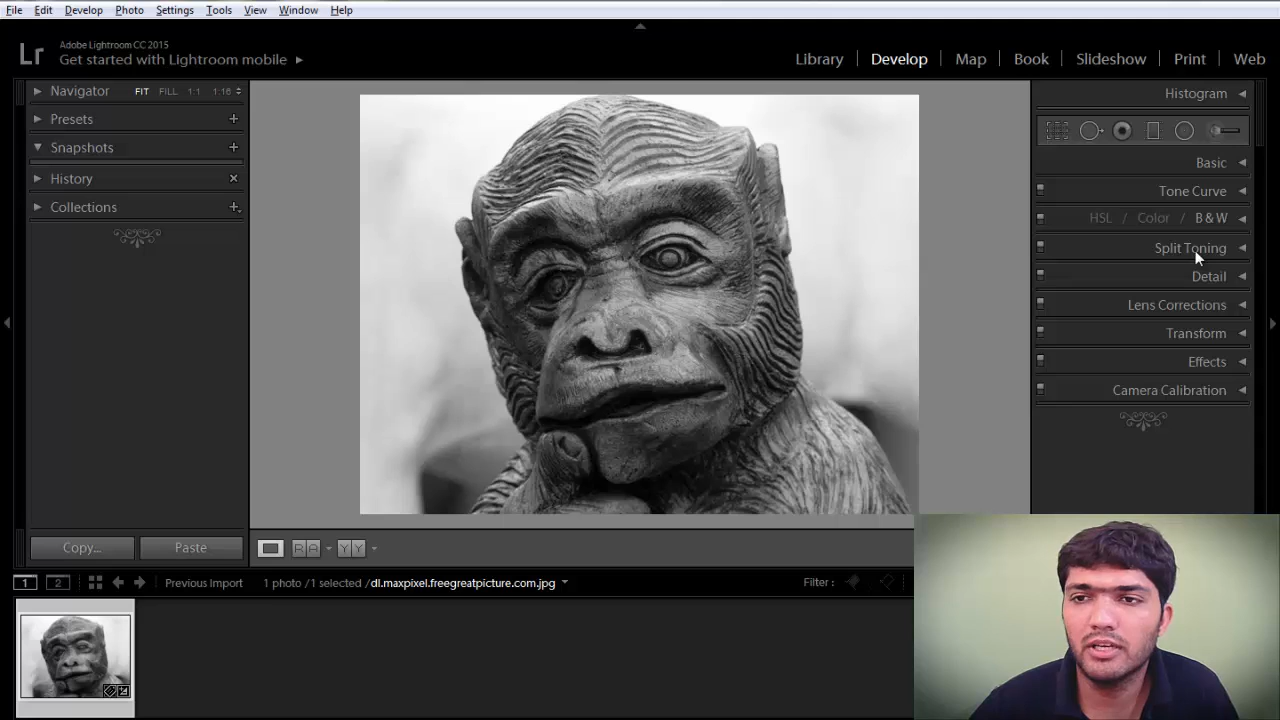 File Edit Develop Photo Settings Tools View Window Help
Lr Adobe Lightroom CC 2015
Get started with Lightroom mobile
Library Develop Map Book Slideshow Print Web
Navigator FIT FILL 1:1 1:16
Presets
Snapshots
History
Collections
Histogram
Basic
Tone Curve
HSL / Color / B & W
Split Toning
Detail
Lens Corrections
Transform
Effects
Camera Calibration
Copy... Paste
R A Y Y
1 2 Previous Import 1 photo / 1 selected / dl.maxpixel.freegreatpicture.com.jpg Filter :